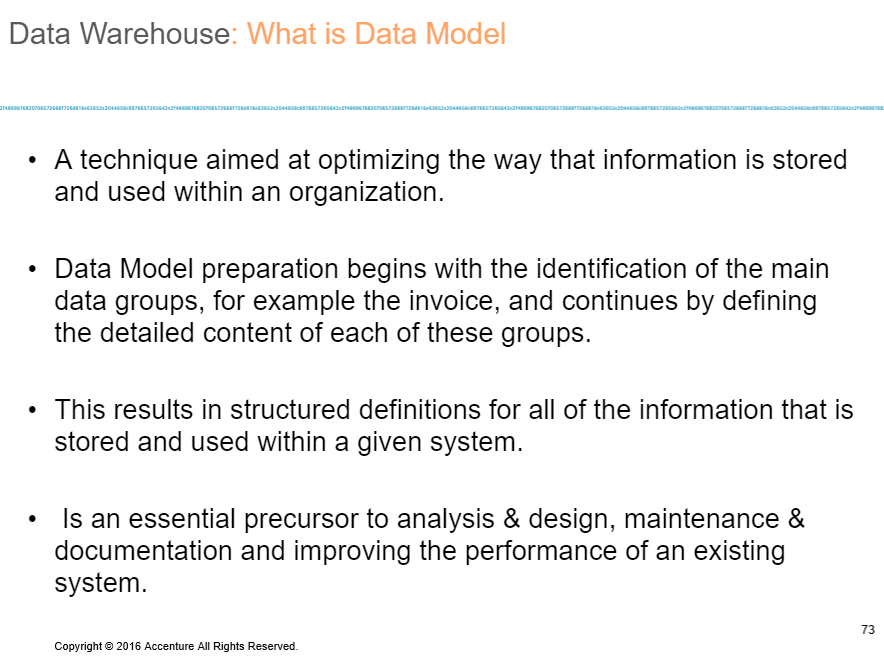 Data Warehouse: What is Data Model
• A technique aimed at optimizing the way that information is stored
and used within an organization.
• Data Model preparation begins with the identification of the main
data groups, for example the invoice, and continues by defining
the detailed content of each of these groups.
• This results in structured definitions for all of the information that is
stored and used within a given system.
• Is an essential precursor to analysis & design, maintenance &
documentation and improving the performance of an existing
system.
73
Copyright © 2016 Accenture All Rights Reserved.